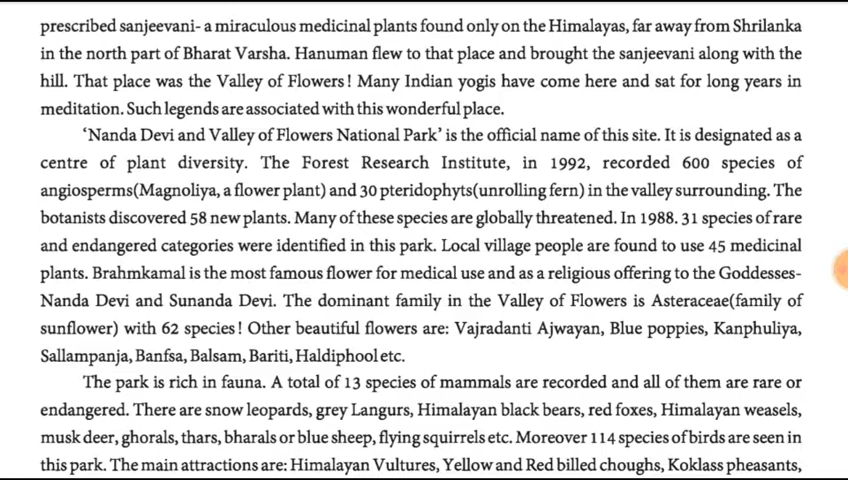 prescribed sanjeevani- a miraculous medicinal plants found only on the Himalayas, far away from Shrilanka
in the north part of Bharat Varsha. Hanuman flew to that place and brought the sanjeevani along with the
hill. That place was the Valley of Flowers! Many Indian yogis have come here and sat for long years in
meditation. Such legends are associated with this wonderful place.
‘Nanda Devi and Valley of Flowers National Park’ is the official name of this site. It is designated as a
centre of plant diversity. The Forest Research Institute, in 1992, recorded 600 species of
angiosperms(Magnoliya, a flower plant) and 30 pteridophyts(unrolling fern) in the valley surrounding. The
botanists discovered 58 new plants. Many of these species are globally threatened. In 1988. 31 species of rare
and endangered categories were identified in this park. Local village people are found to use 45 medicinal
plants. Brahmkamal is the most famous flower for medical use and as a religious offering to the Goddesses-
Nanda Devi and Sunanda Devi. The dominant family in the Valley of Flowers is Asteraceae(family of
sunflower) with 62 species! Other beautiful flowers are: Vajradanti Ajwayan, Blue poppies, Kanphuliya,
Sallampanja, Banfsa, Balsam, Bariti, Haldiphool etc.
The park is rich in fauna. A total of 13 species of mammals are recorded and all of them are rare or
endangered. There are snow leopards, grey Langurs, Himalayan black bears, red foxes, Himalayan weasels,
musk deer, ghorals, thars, bharals or blue sheep, flying squirrels etc. Moreover 114 species of birds are seen in
this park. The main attractions are: Himalayan Vultures, Yellow and Red billed choughs, Koklass pheasants,